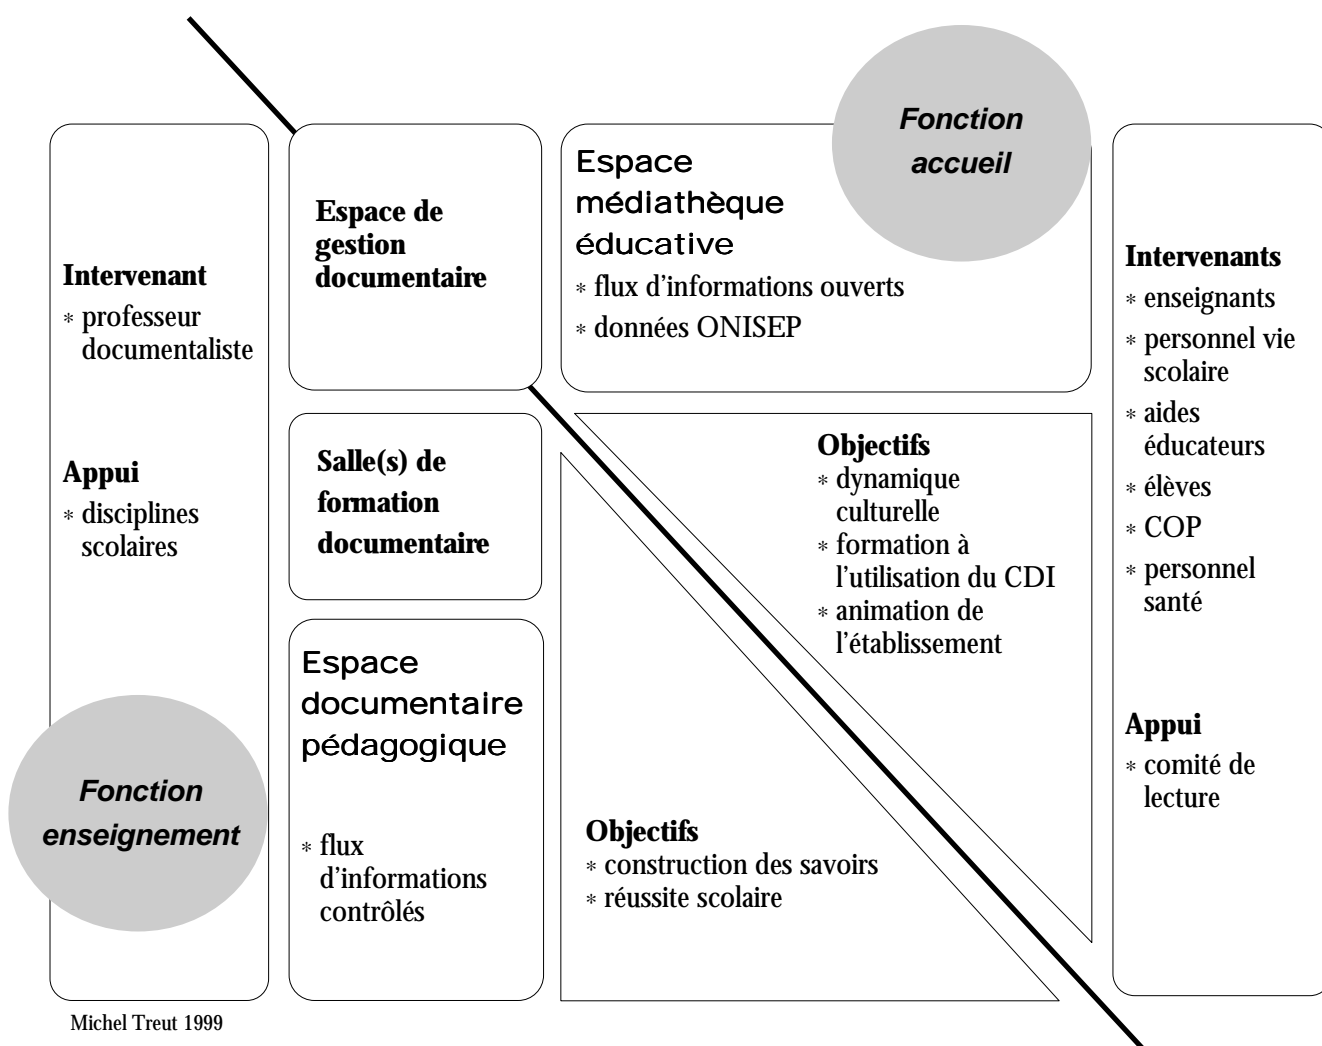 Intervenant
* professeur
documentaliste
Appui
* disciplines
scolaires
Fonction
enseignement
Espace de
gestion
documentaire
Salle(s) de
formation
documentaire
Espace
documentaire
pédagogique
* flux
d'informations
contrôlés
Espace
médiathèque
éducative
* flux d'informations ouverts
* données ONISEP
Fonction
accueil
Objectifs
* dynamique
culturelle
* formation à
l'utilisation du CDI
* animation de
l'établissement
Objectifs
* construction des savoirs
* réussite scolaire
Intervenants
* enseignants
* personnel vie
scolaire
* aides
éducateurs
* élèves
* COP
* personnel
santé
Appui
* comité de
lecture
Michel Treut 1999